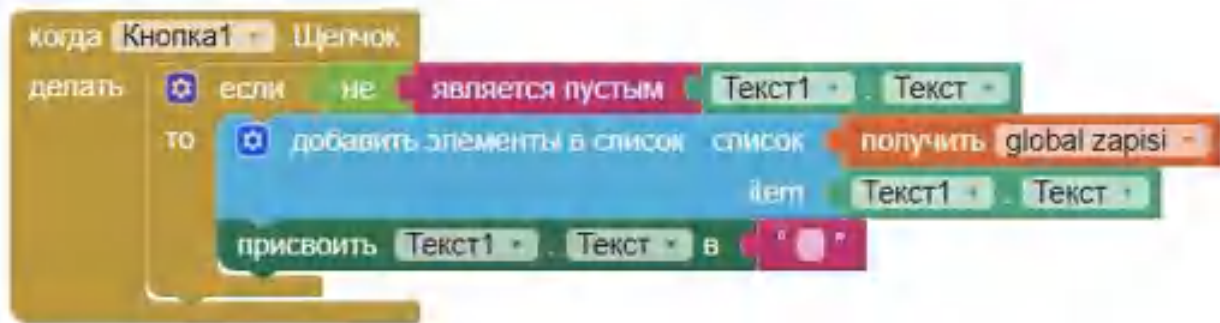 когда Кнопка1 . Щелчок
делать если не является пустым Текст1 . Текст
то добавить элементы в список список получить global zapisi
item Текст1 . Текст
присвоить Текст1 . Текст в " "